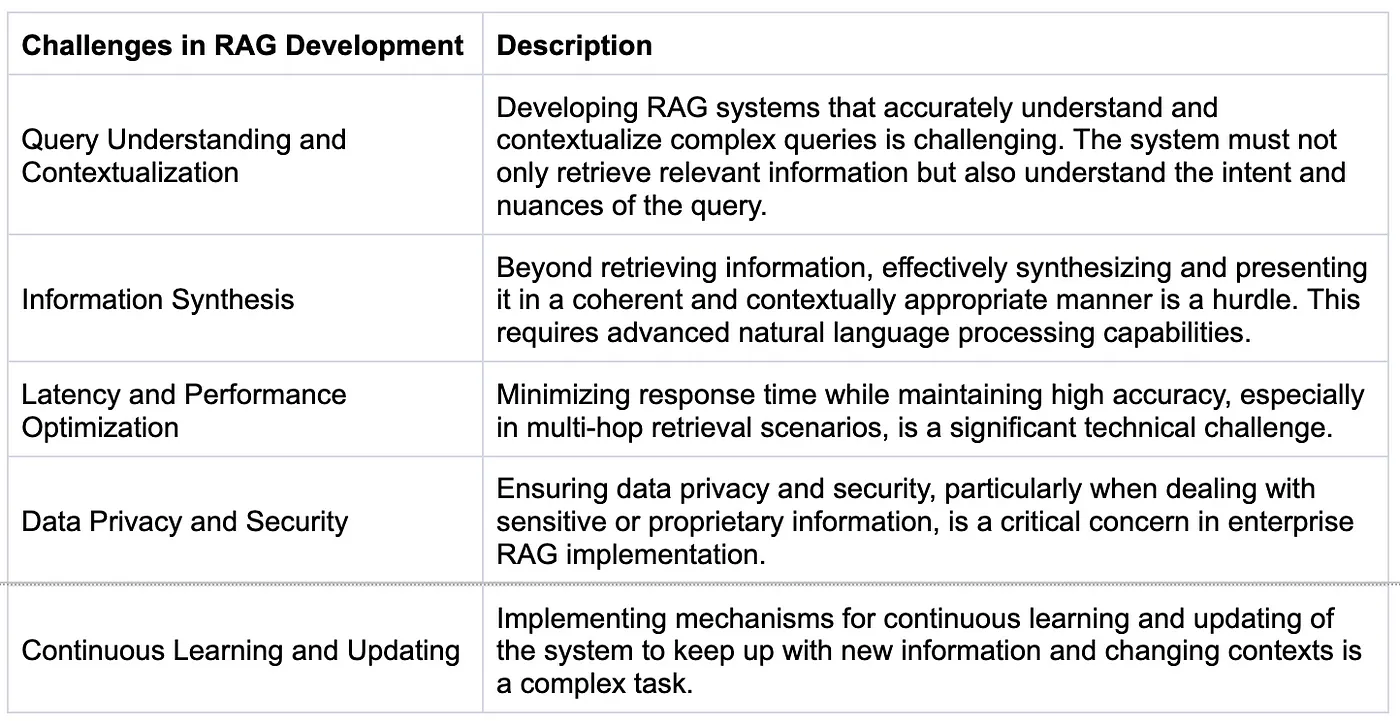 Challenges in RAG Development
Description
Query Understanding and
Contextualization
Developing RAG systems that accurately understand and
contextualize complex queries is challenging. The system must not
only retrieve relevant information but also understand the intent and
nuances of the query.
Information Synthesis
Beyond retrieving information, effectively synthesizing and presenting
it in a coherent and contextually appropriate manner is a hurdle. This
requires advanced natural language processing capabilities.
Latency and Performance
Optimization
Minimizing response time while maintaining high accuracy, especially
in multi-hop retrieval scenarios, is a significant technical challenge.
Data Privacy and Security
Ensuring data privacy and security, particularly when dealing with
sensitive or proprietary information, is a critical concern in enterprise
RAG implementation.
Continuous Learning and Updating
Implementing mechanisms for continuous learning and updating of
the system to keep up with new information and changing contexts is
a complex task.